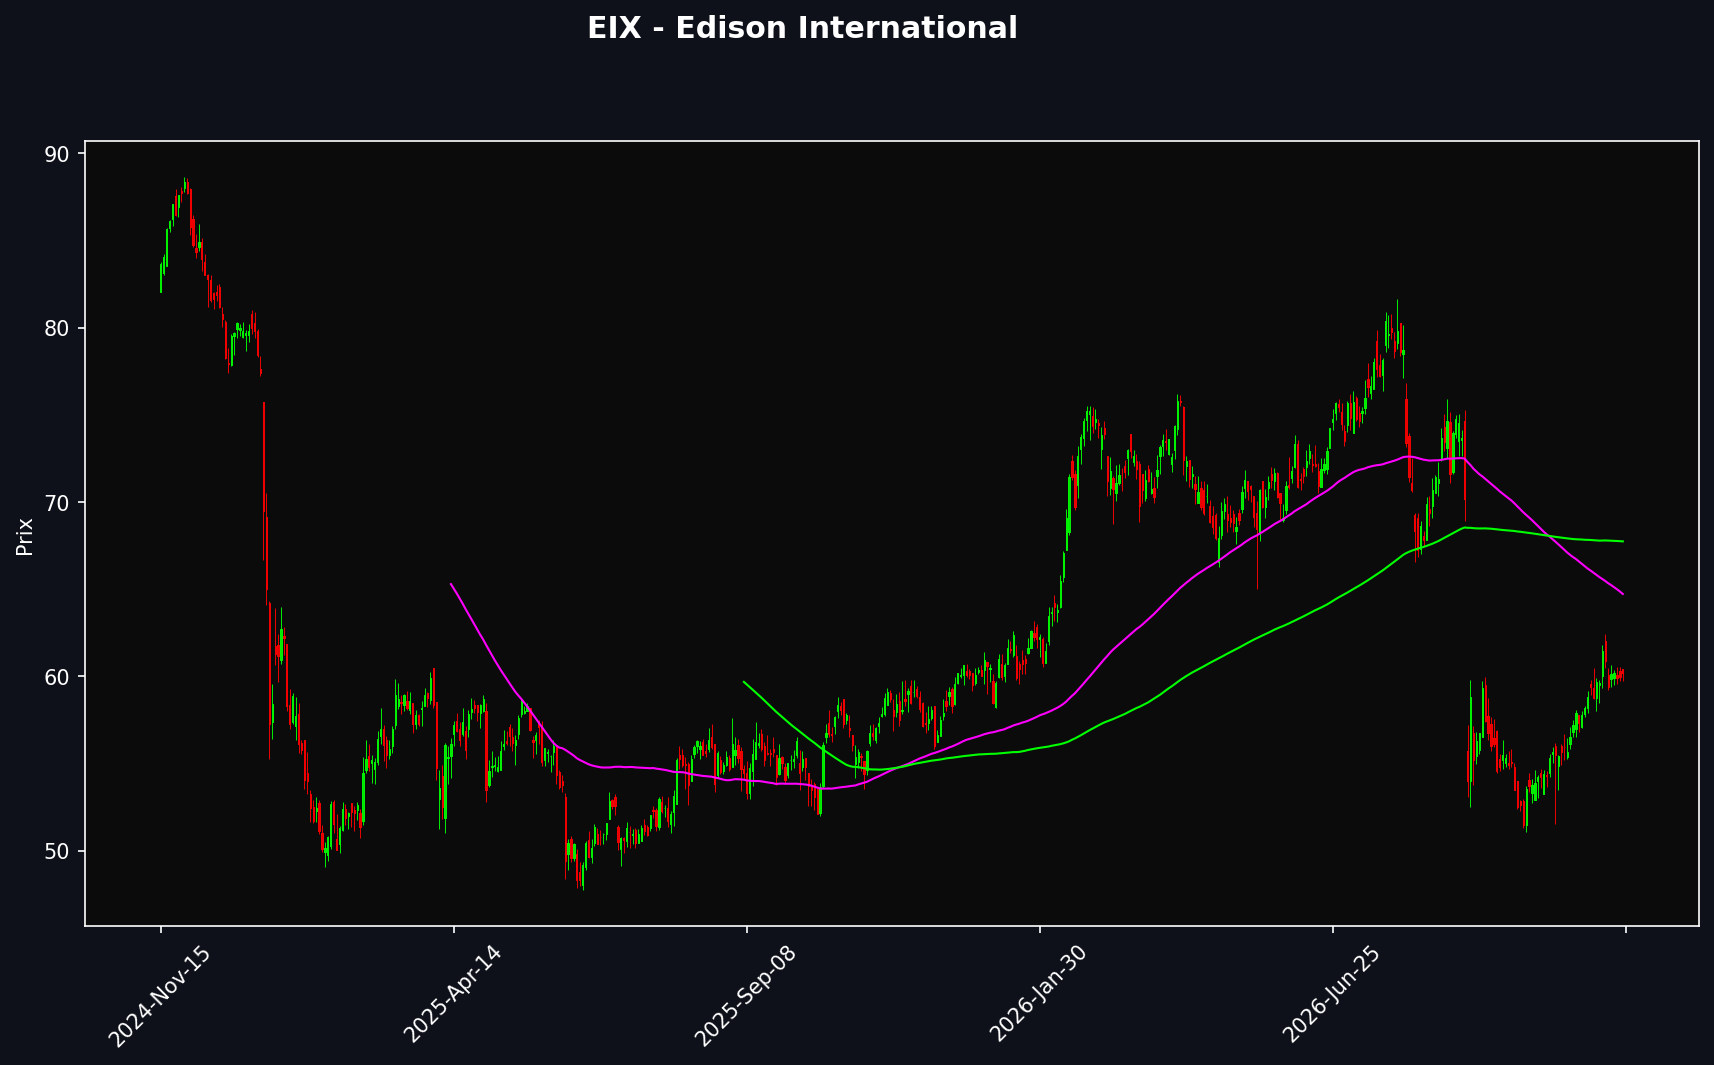 EIX - Edison International
Prix
90
80
70
60
50
2024-Nov-15
2025-Apr-14
2025-Sep-08
2026-Jan-30
2026-Jun-25